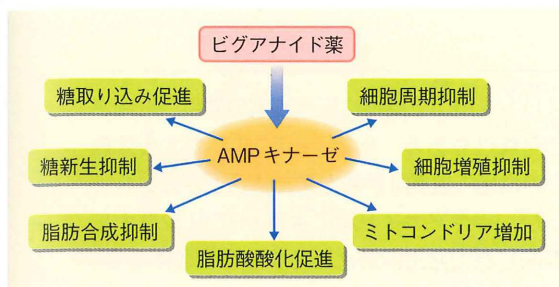 ビグアナイド薬
糖取り込み促進
細胞周期抑制
AMPキナーゼ
糖新生抑制
細胞増殖抑制
脂肪合成抑制
ミトコンドリア増加
脂肪酸酸化促進